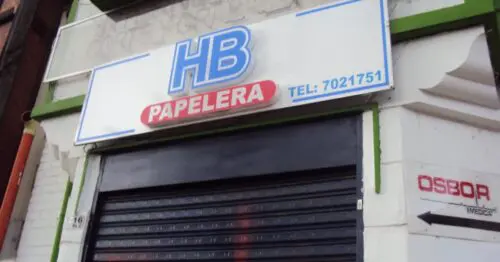 HB
PAPELERA
TEL: 7021751
OSBOR